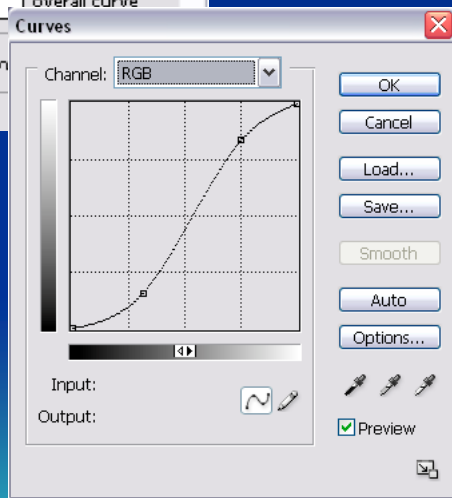 overall curve
Curves
Channel: RGB
OK
Cancel
Load...
Save...
Smooth
Auto
Options...
Input:
Output:
Preview